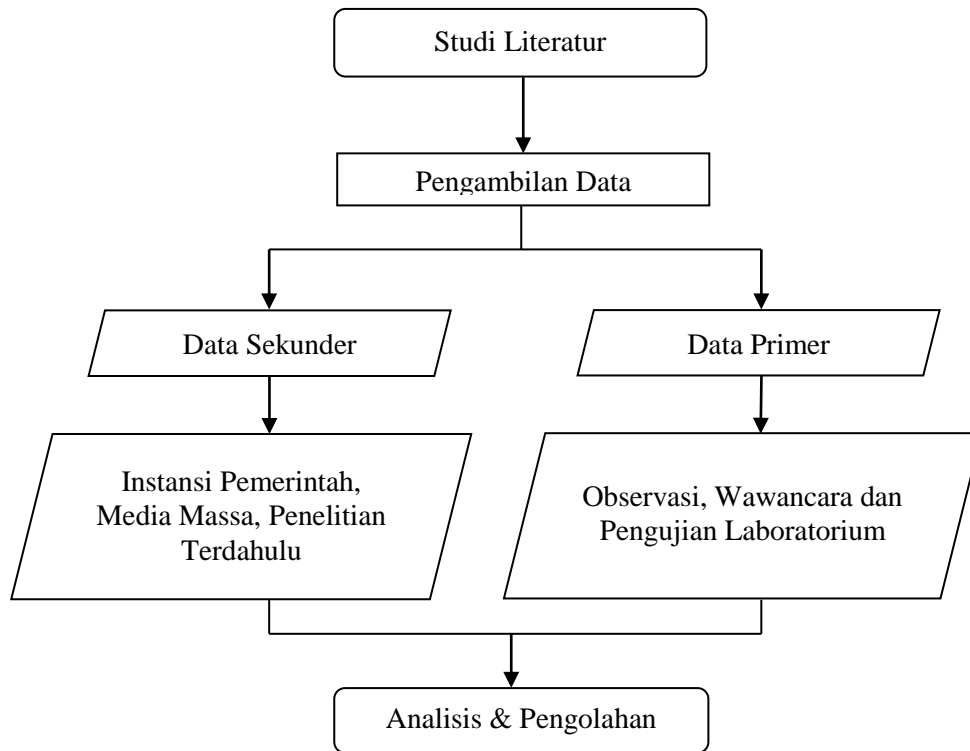 Studi Literatur
Pengambilan Data
Data Sekunder
Data Primer
Instansi Pemerintah,
Media Massa, Penelitian
Terdahulu
Observasi, Wawancara dan
Pengujian Laboratorium
Analisis & Pengolahan